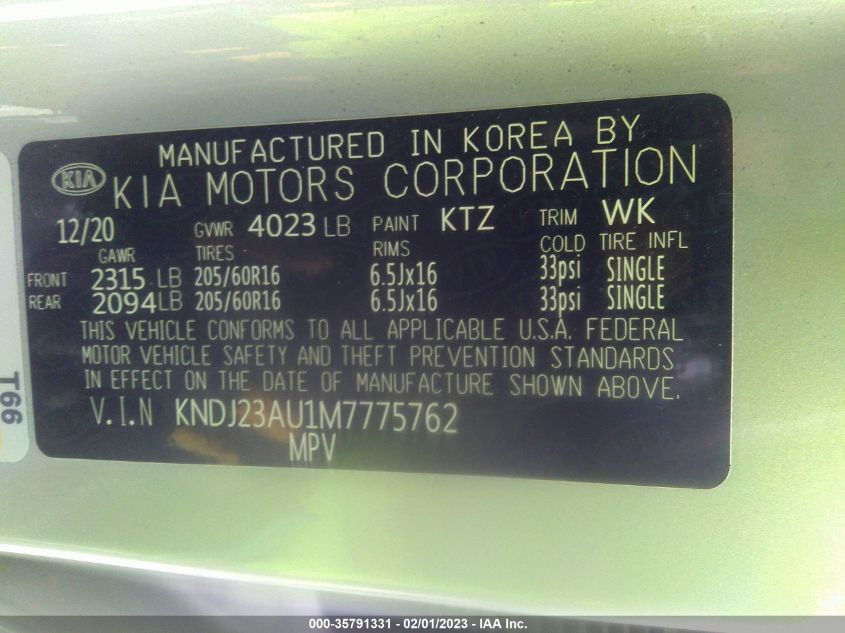 MANUFACTURED IN KOREA BY
KIA KIA MOTORS CORPORATION
12/20 GVWR 4023 LB PAINT KTZ TRIM WK
GAWR TIRES RIMS COLD TIRE INFL
FRONT 2315 LB 205/60R16 6.5Jx16 33psi SINGLE
REAR 2094LB 205/60R16 6.5Jx16 33psi SINGLE
THIS VEHICLE CONFORMS TO ALL APPLICABLE U.S.A. FEDERAL
MOTOR VEHICLE SAFETY AND THEFT PREVENTION STANDARDS
IN EFFECT ON THE DATE OF MANUFACTURE SHOWN ABOVE.
V.I.N KNDJ23AU1M7775762
MPV
T66
000-35791331 - 02/01/2023 - IAA Inc.